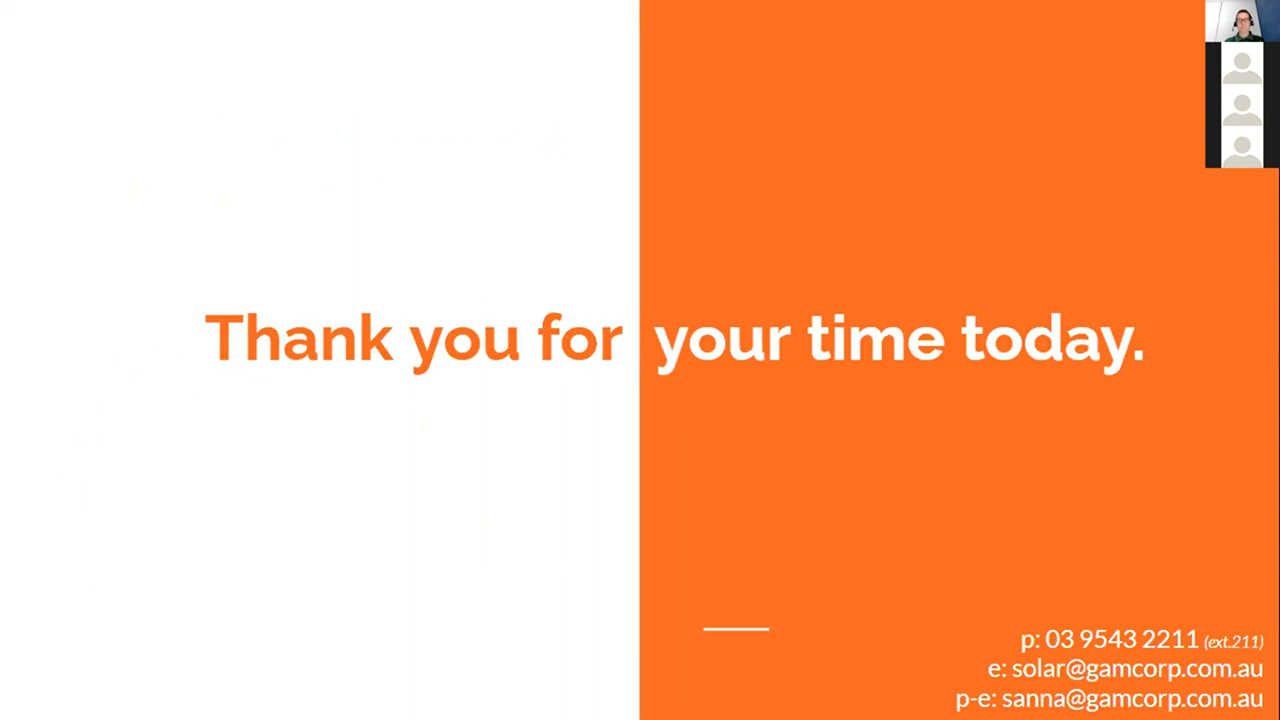 Thank you for your time today.
p: 03 9543 2211 (ext.211)
e: solar@gamcorp.com.au
p-e: sanna@gamcorp.com.au